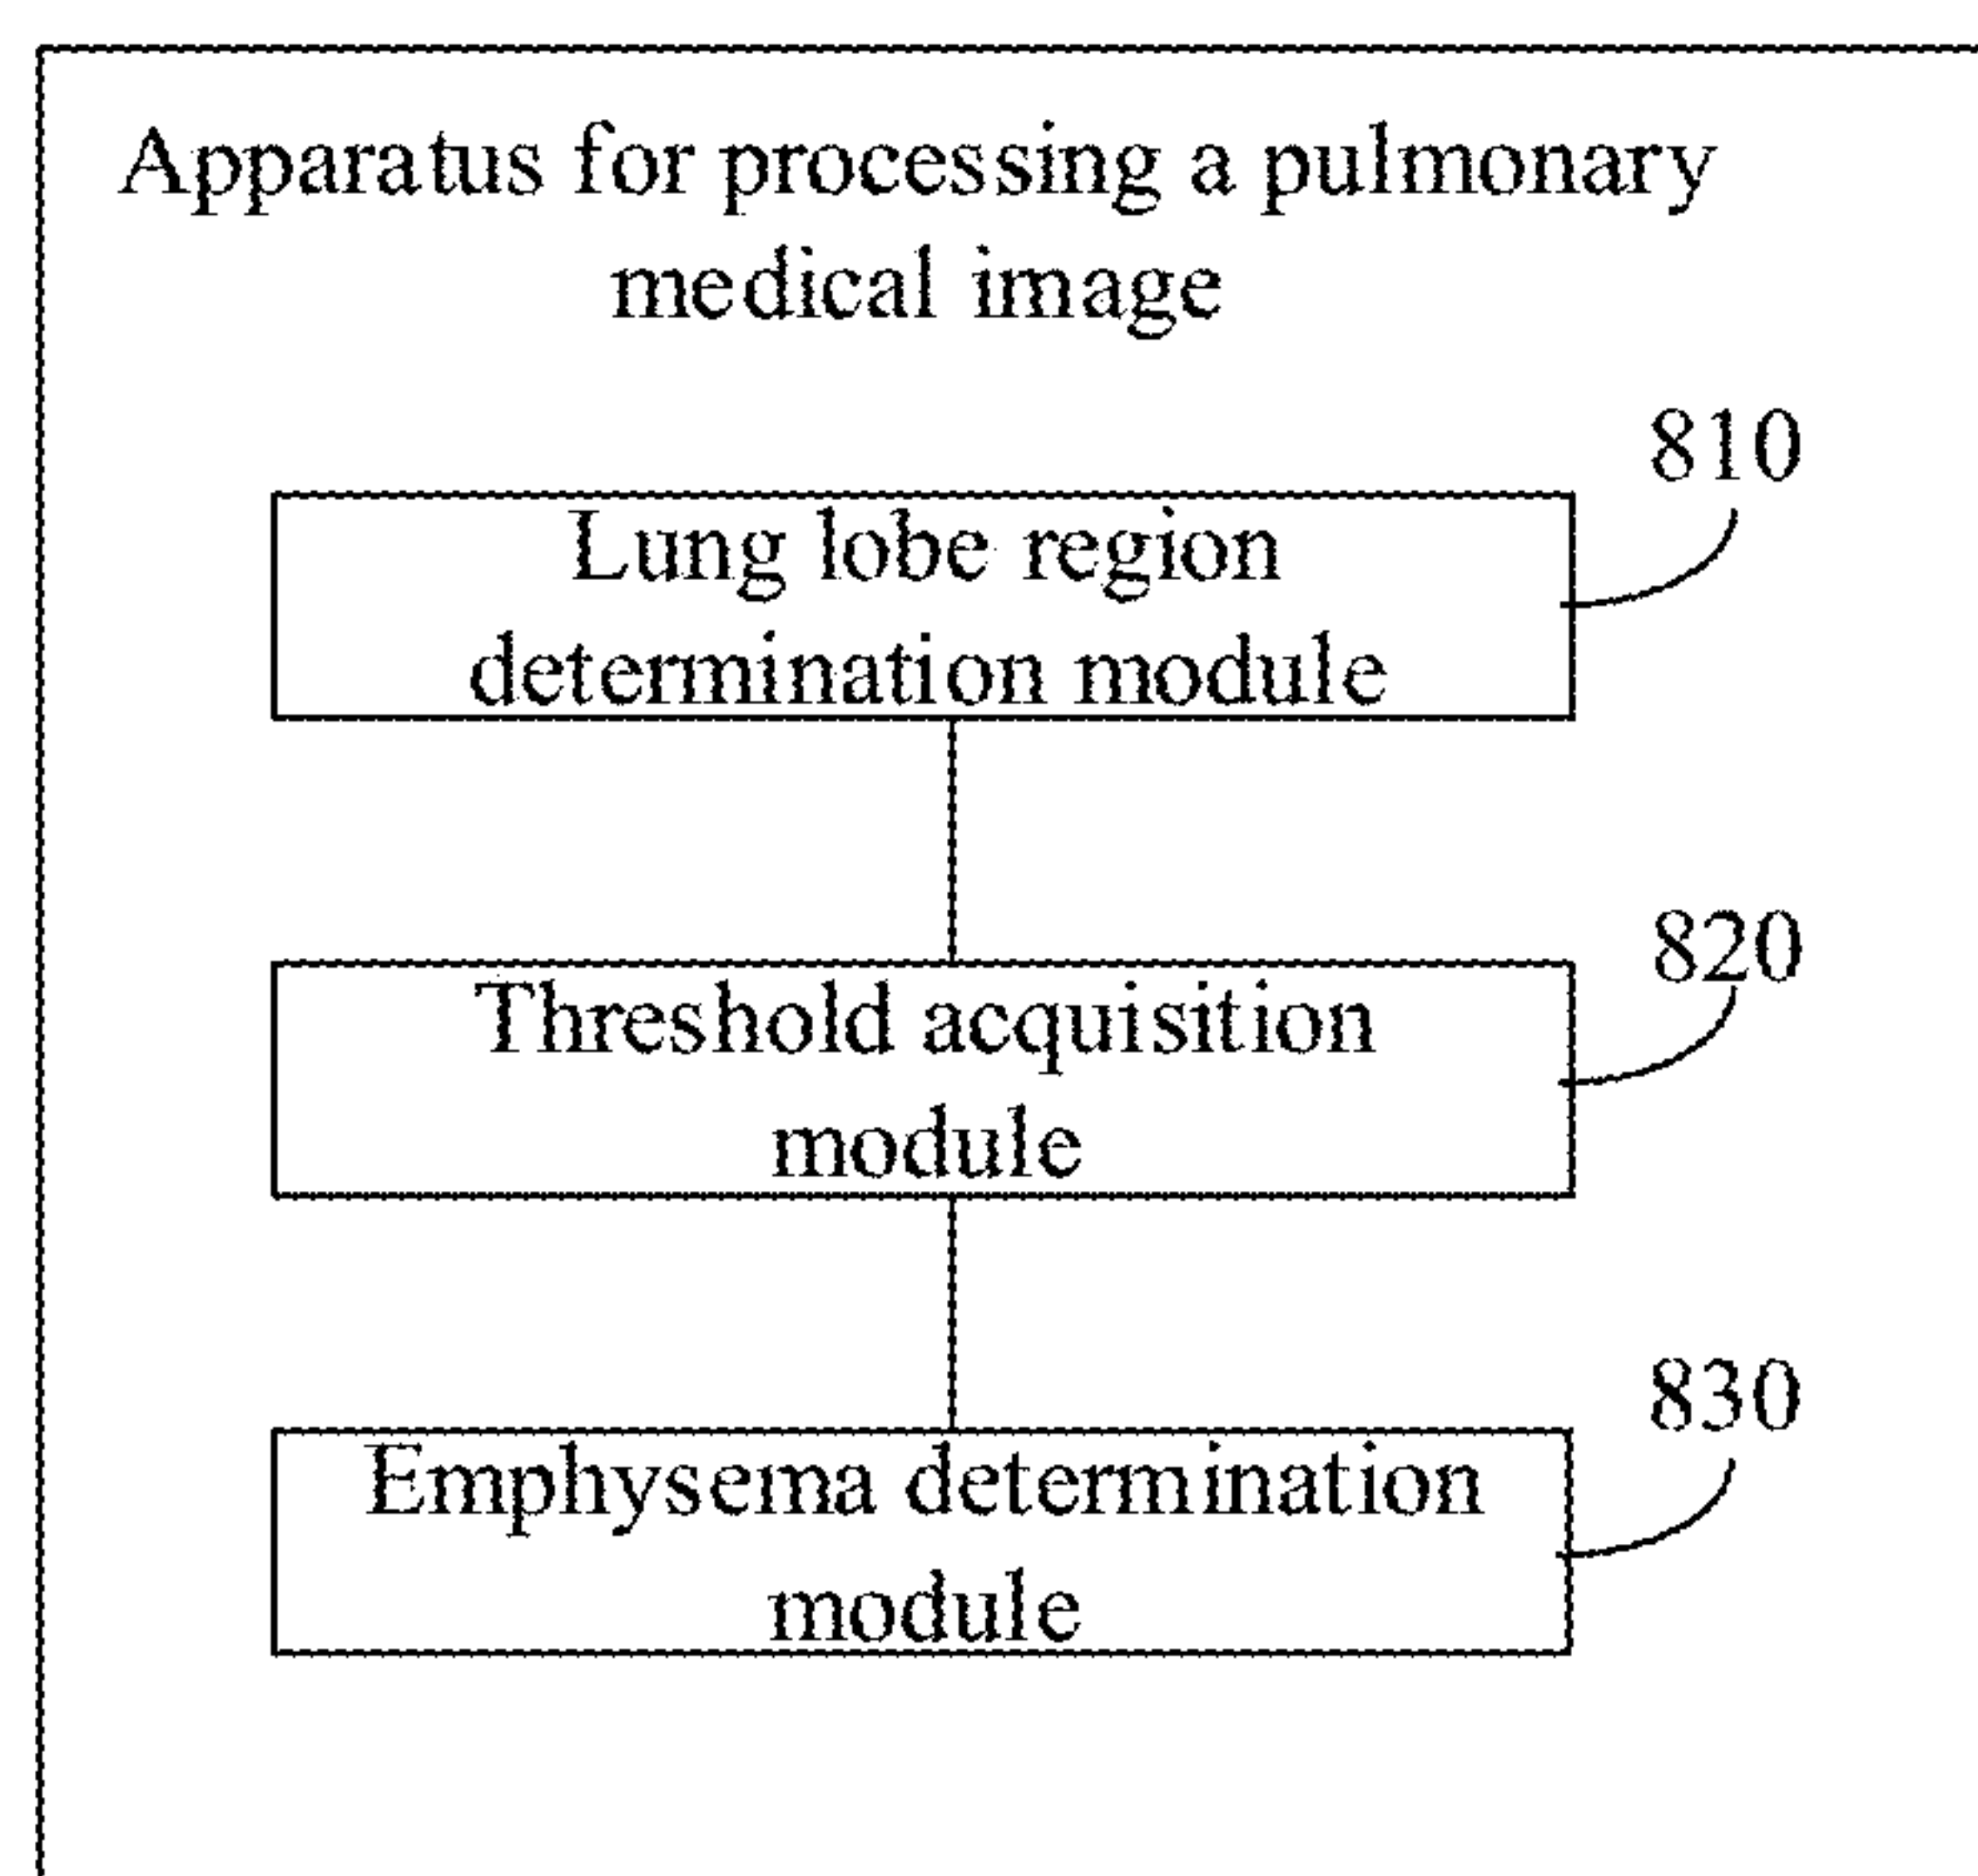 Apparatus for processing a pulmonary
medical image
810
Lung lobe region
determination module
820
Threshold acquisition
module
830
Emphysema determination
module